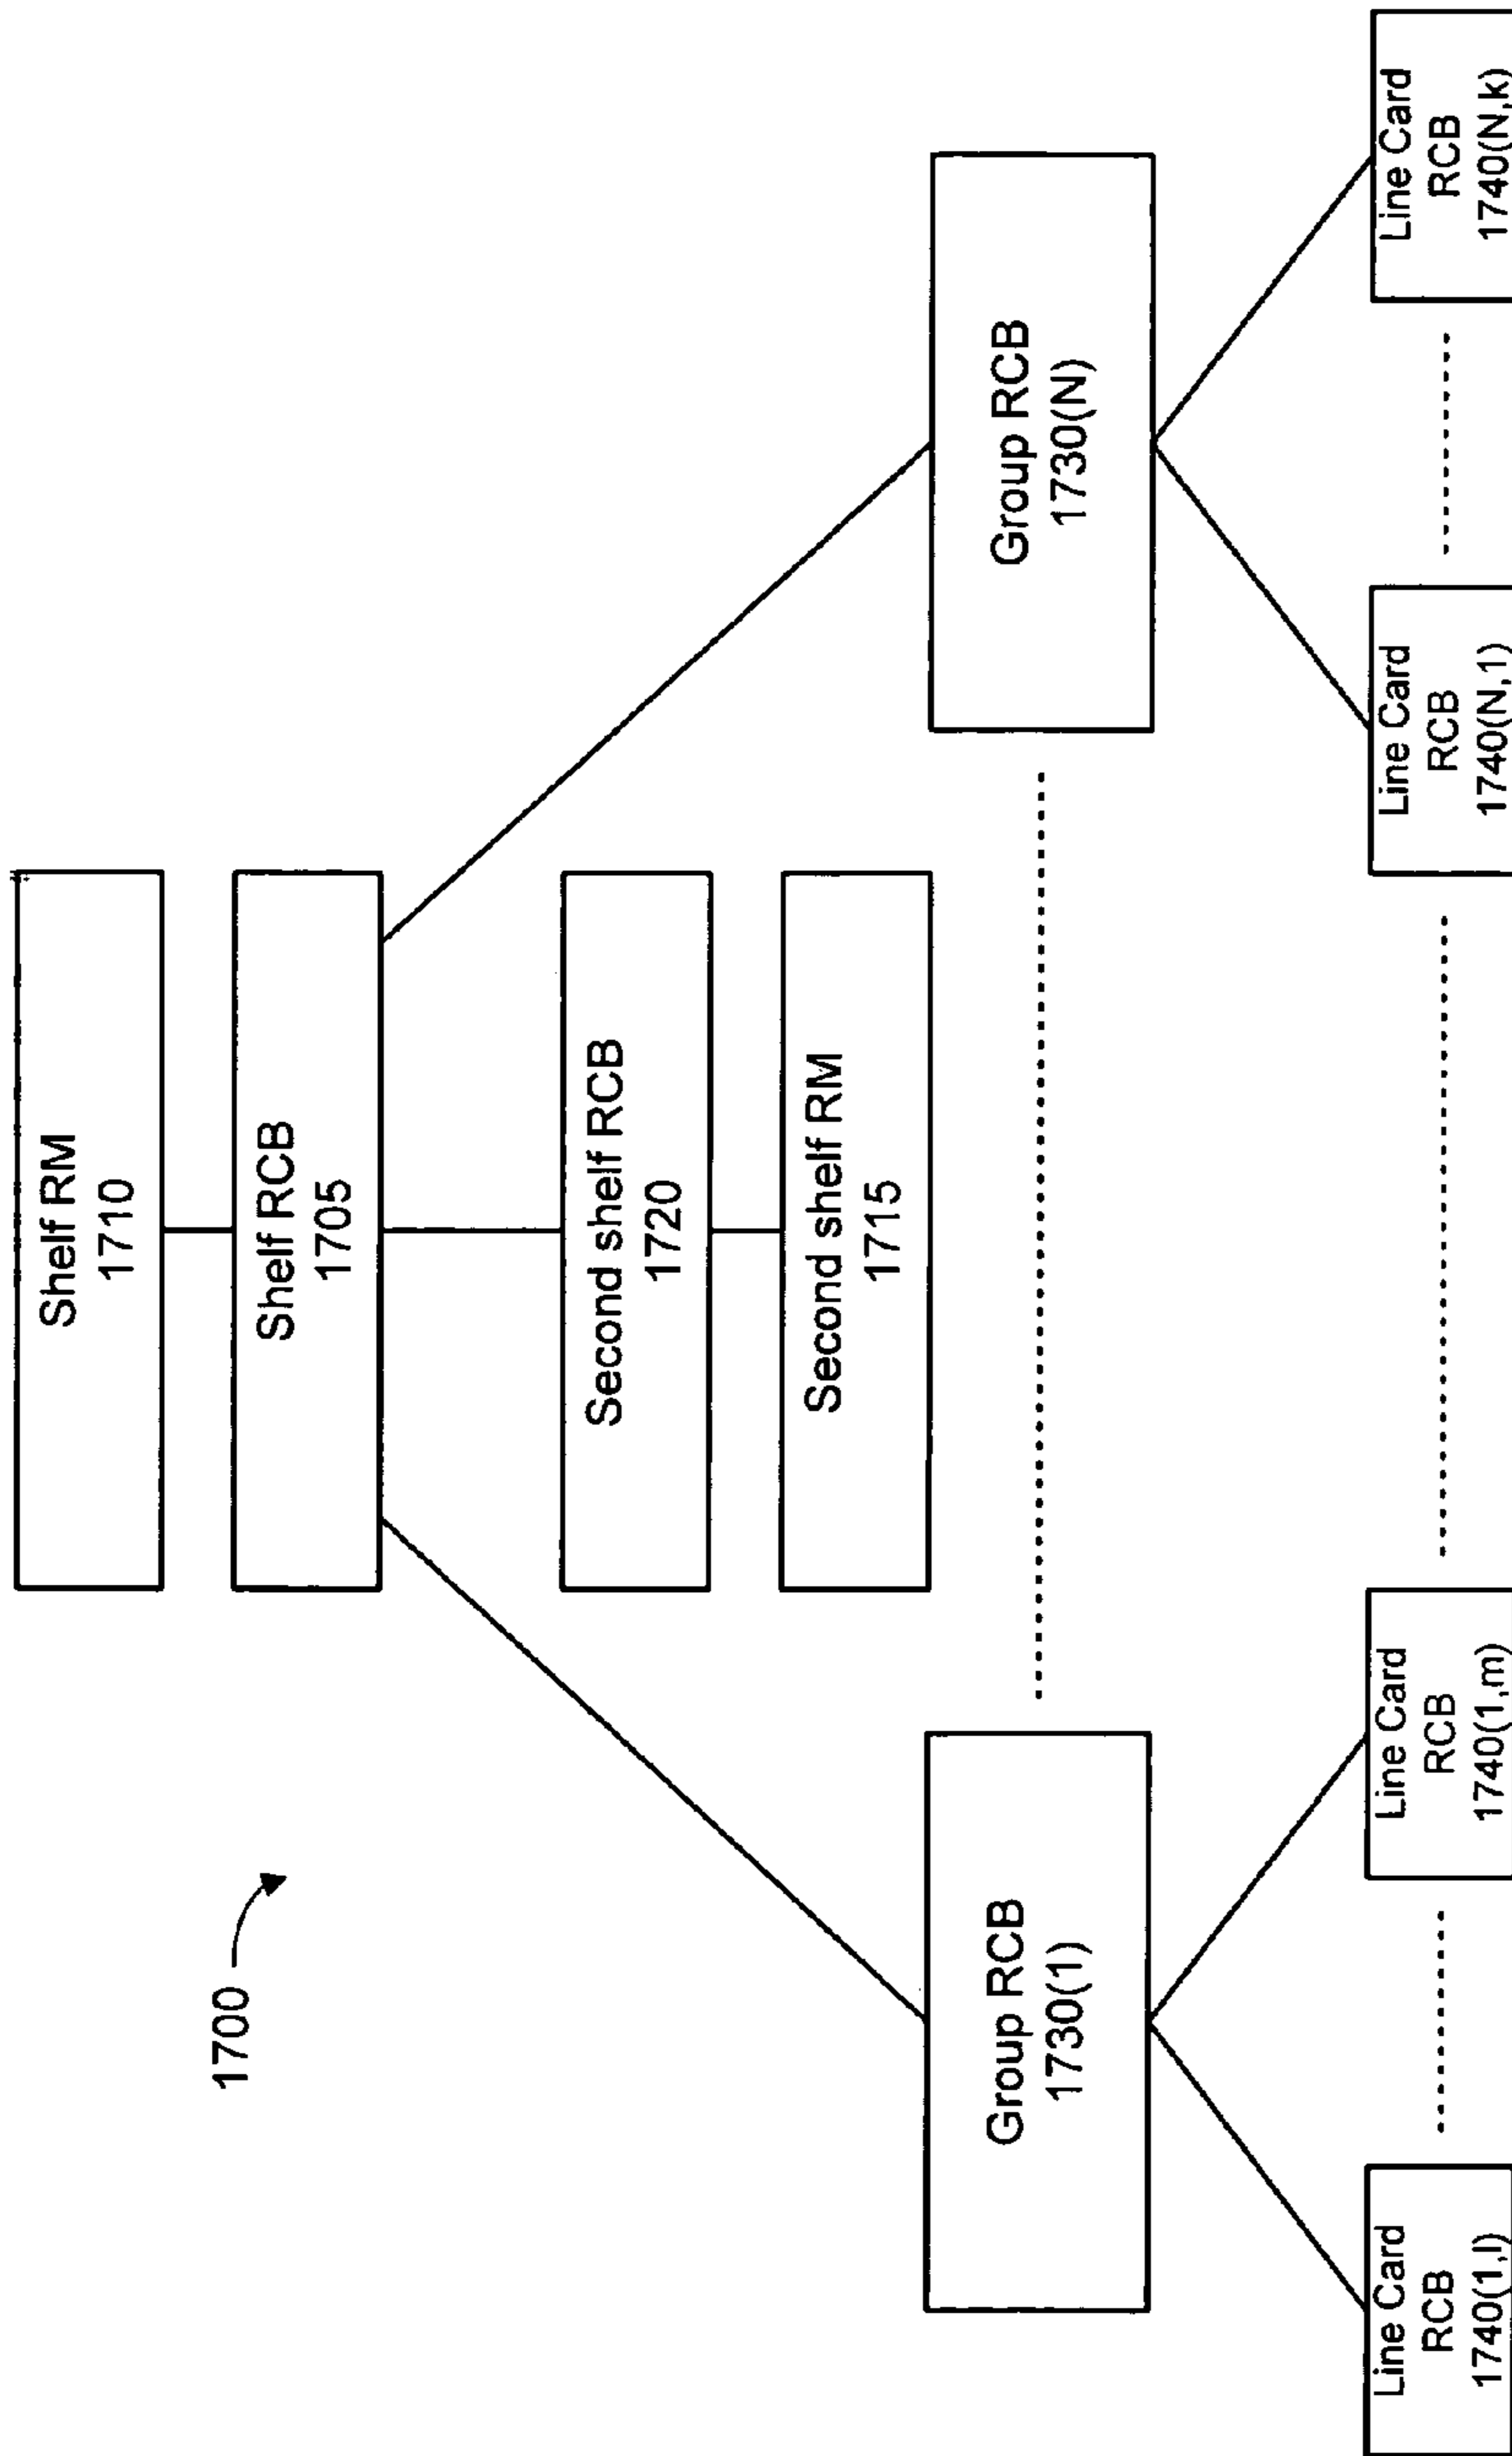 Shelf RM
1710
Shelf RCB
1705
1700
Second shelf RCB
1720
Second shelf RM
1715
Group RCB
1730(1)
Group RCB
1730(N)
Line Card
RCB
1740(1,l)
Line Card
RCB
1740(1,m)
Line Card
RCB
1740(N,1)
Line Card
RCB
1740(N,k)